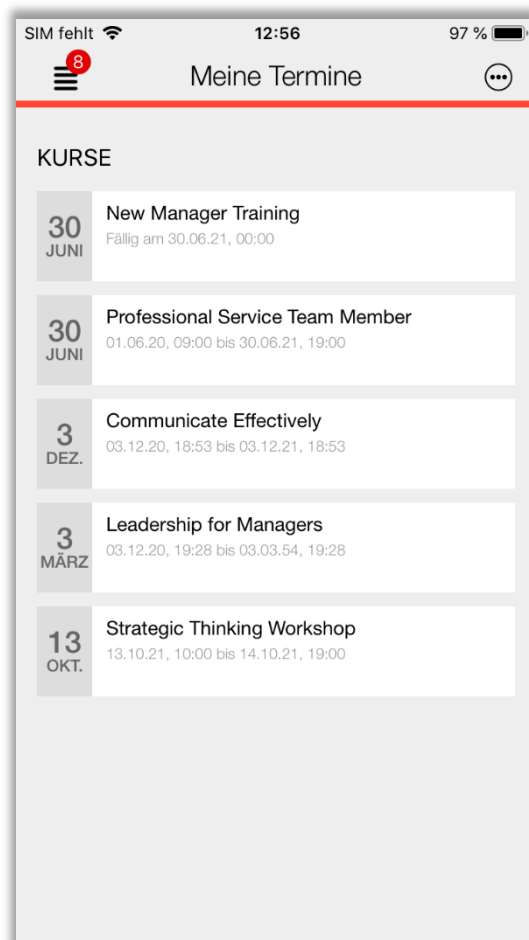 SIM fehlt 12:56 97 %
8
Meine Termine
KURSE
30
JUNI
New Manager Training
Fällig am 30.06.21, 00:00
30
JUNI
Professional Service Team Member
01.06.20, 09:00 bis 30.06.21, 19:00
3
DEZ.
Communicate Effectively
03.12.20, 18:53 bis 03.12.21, 18:53
3
MÄRZ
Leadership for Managers
03.12.20, 19:28 bis 03.03.54, 19:28
13
OKT.
Strategic Thinking Workshop
13.10.21, 10:00 bis 14.10.21, 19:00